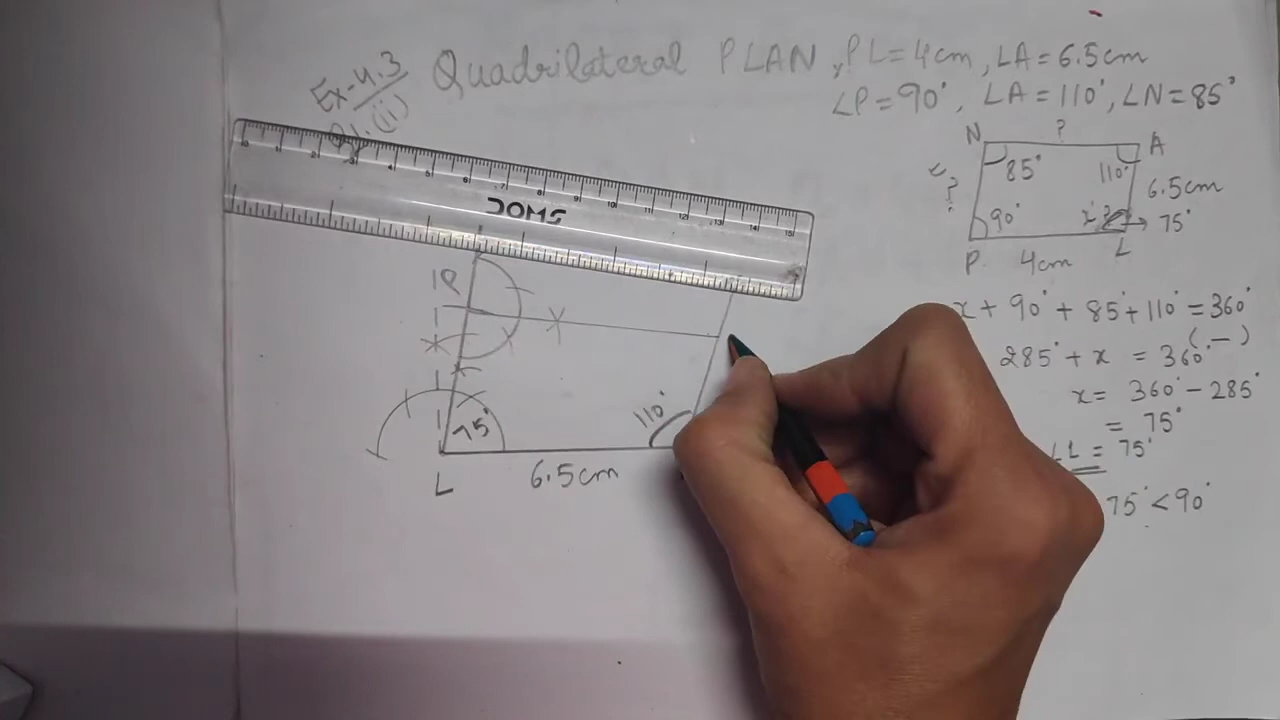 Ex-4.3
Q1.(ii)
Quadrilateral PLAN, PL=4cm, LA=6.5cm
∠P=90°, ∠A=110°, ∠N=85°
N ? A
85° 110°
? 6.5cm
90° x° → 75°
P 4cm L
x + 90° + 85° + 110° = 360°
(-)
285° + x = 360°
x = 360° - 285°
= 75°
∠L = 75°
75° < 90°
DOMS
110°
75°
L 6.5cm